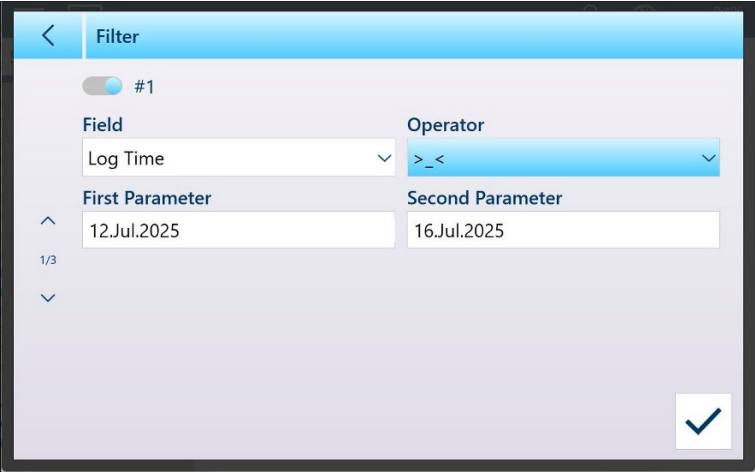 Filter
#1
Field
Operator
Log Time
>_<
First Parameter
Second Parameter
12.Jul.2025
16.Jul.2025
1/3